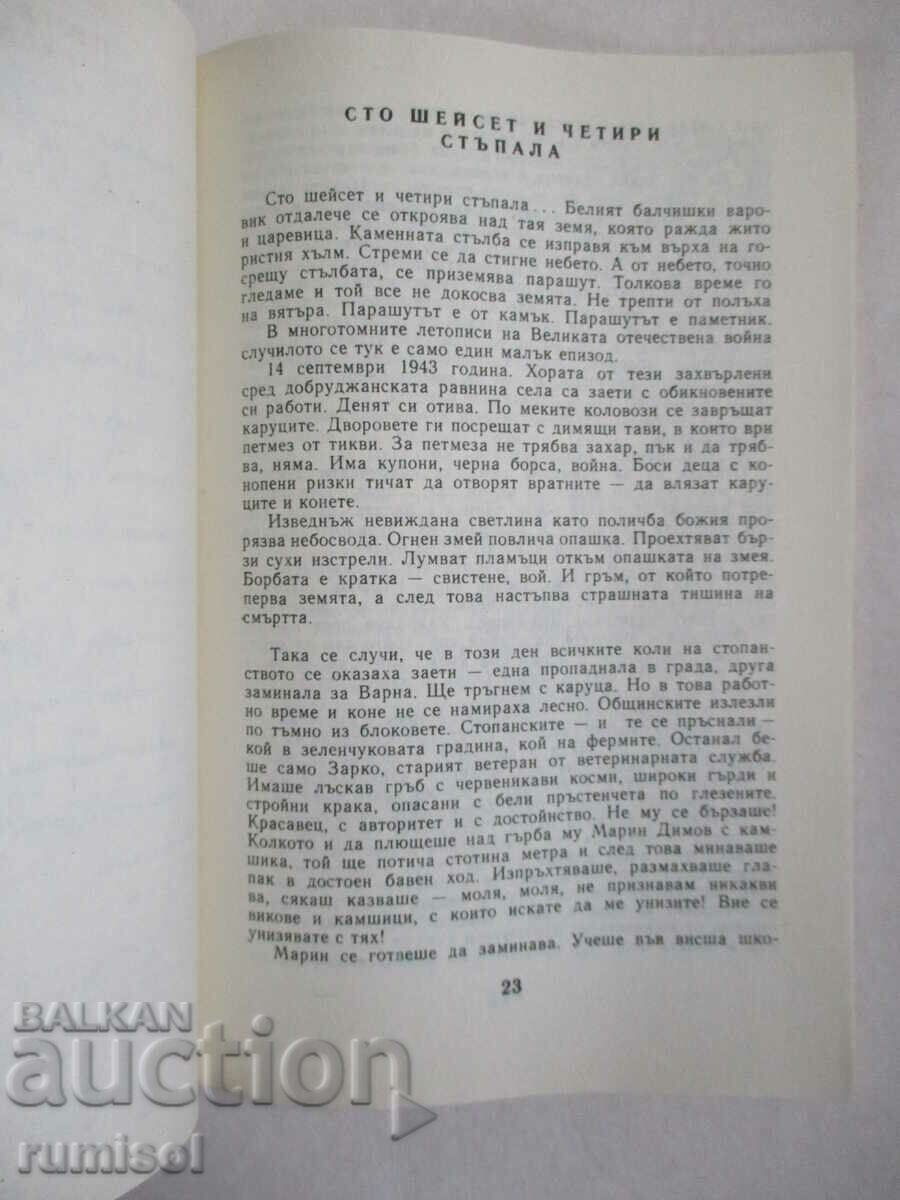 СТО ШЕЙСЕТ И ЧЕТИРИ
СТЪПАЛА
Сто шейсет и четири стъпала... Белият балчишки варо-
вик отдалече се откроява над тая земя, която ражда жито
и царевица. Каменната стълба се изправя към върха на го-
ристия хълм. Стреми се да стигне небето. А от небето, точно
срещу стълбата, се приземява парашут. Толкова време го
гледаме и той все не докосва земята. Не трепти от полъха
на вятъра. Парашутът е от камък. Парашутът е паметник.
В многотомните летописи на Великата отечествена война
случилото се тук е само един малък епизод.
14 септември 1943 година. Хората от тези захвърлени
сред добруджанската равнина села са заети с обикновените
си работи. Денят си отива. По меките коловози се завръщат
каруците. Дворовете ги посрещат с димящи тави, в които ври
петмез от тикви. За петмеза не трябва захар, пък и да тряб-
ва, няма. Има купони, черна борса, война. Боси деца с ко-
нопени ризки тичат да отворят вратните — да влязат кару-
ците и конете.
Изведнъж невиждана светлина като поличба божия про-
рязва небосвода. Огнен змей повлича опашка. Проехтяват бър-
зи сухи изстрели. Лумват пламъци откъм опашката на змея.
Борбата е кратка — свистене, вой. И гръм, от който потре-
перва земята, а след това настъпва страшната тишина на
смъртта.
Така се случи, че в този ден всичките коли на стопан-
ството се оказаха заети — една пропаднала в града, друга
заминала за Варна. Ще тръгнем с каруца. Но в това работ-
но време и коне не се намираха лесно. Общинските излезли
по тъмно из блоковете. Стопанските — и те се пръснали —
кой в зеленчуковата градина, кой на фермите. Останал бе-
ше само Зарко, старият ветеран от ветеринарната служба.
Имаше лъскав гръб с червеникави косми, широки гърди и
стройни крака, опасани с бели пръстенчета по глезените.
Красавец, с авторитет и с достойнство. Не му се бързаше!
Колкото и да плющеше над гърба му Марин Димов с кам-
шика, той ще потича стотина метра и след това минаваше
пак в достоен бавен ход. Изпръхтяваше, размахваше гла-
ва, сякаш казваше — моля, моля, не признавам никакви
викове и камшици, с които искате да ме унизите! Вие се
унизявате с тях!
Марин се готвеше да заминава. Учеше във висша шко-
23
BALKAN
auction
rumisol